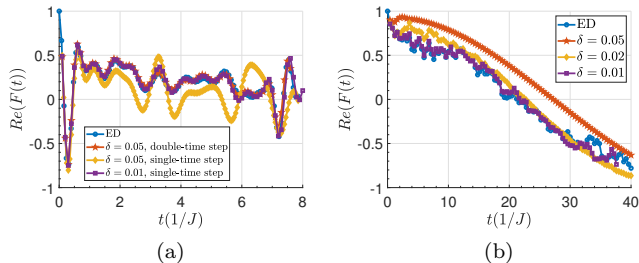 1
0.5
0
-0.5
-1
Re(F(t))
ED
δ = 0.05, double-time step
δ = 0.05, single-time step
δ = 0.01, single-time step
0 2 4 6 8
t(1/J)
(a)
1
0.5
0
-0.5
-1
Re(F(t))
ED
δ = 0.05
δ = 0.02
δ = 0.01
0 10 20 30 40
t(1/J)
(b)